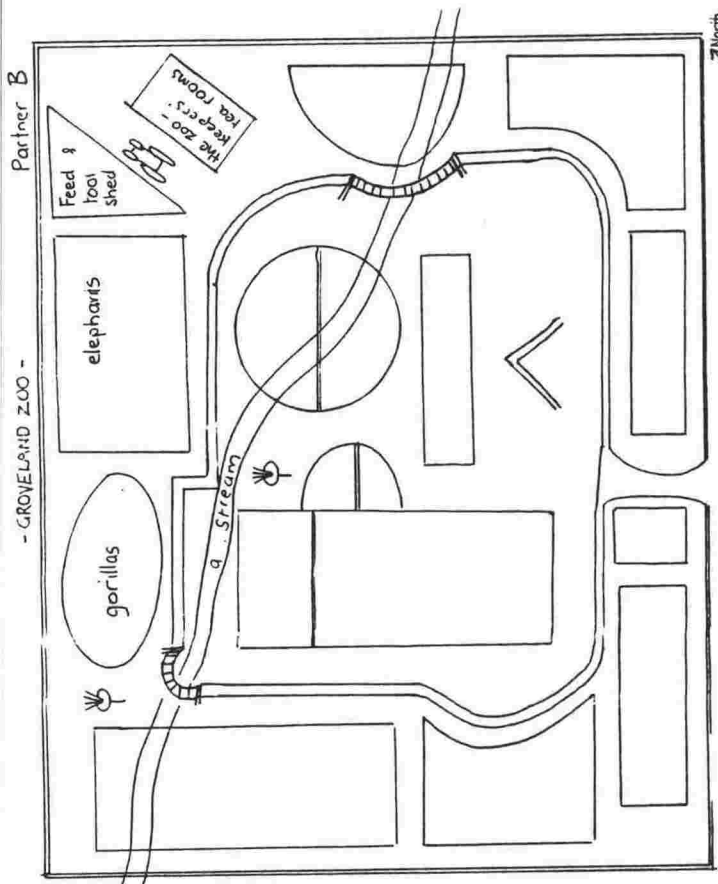 Partner B
- GROVELAND ZOO -
North
Feed &
tool
shed
the zoo-
keepers'
tea rooms
elephants
gorillas
a stream